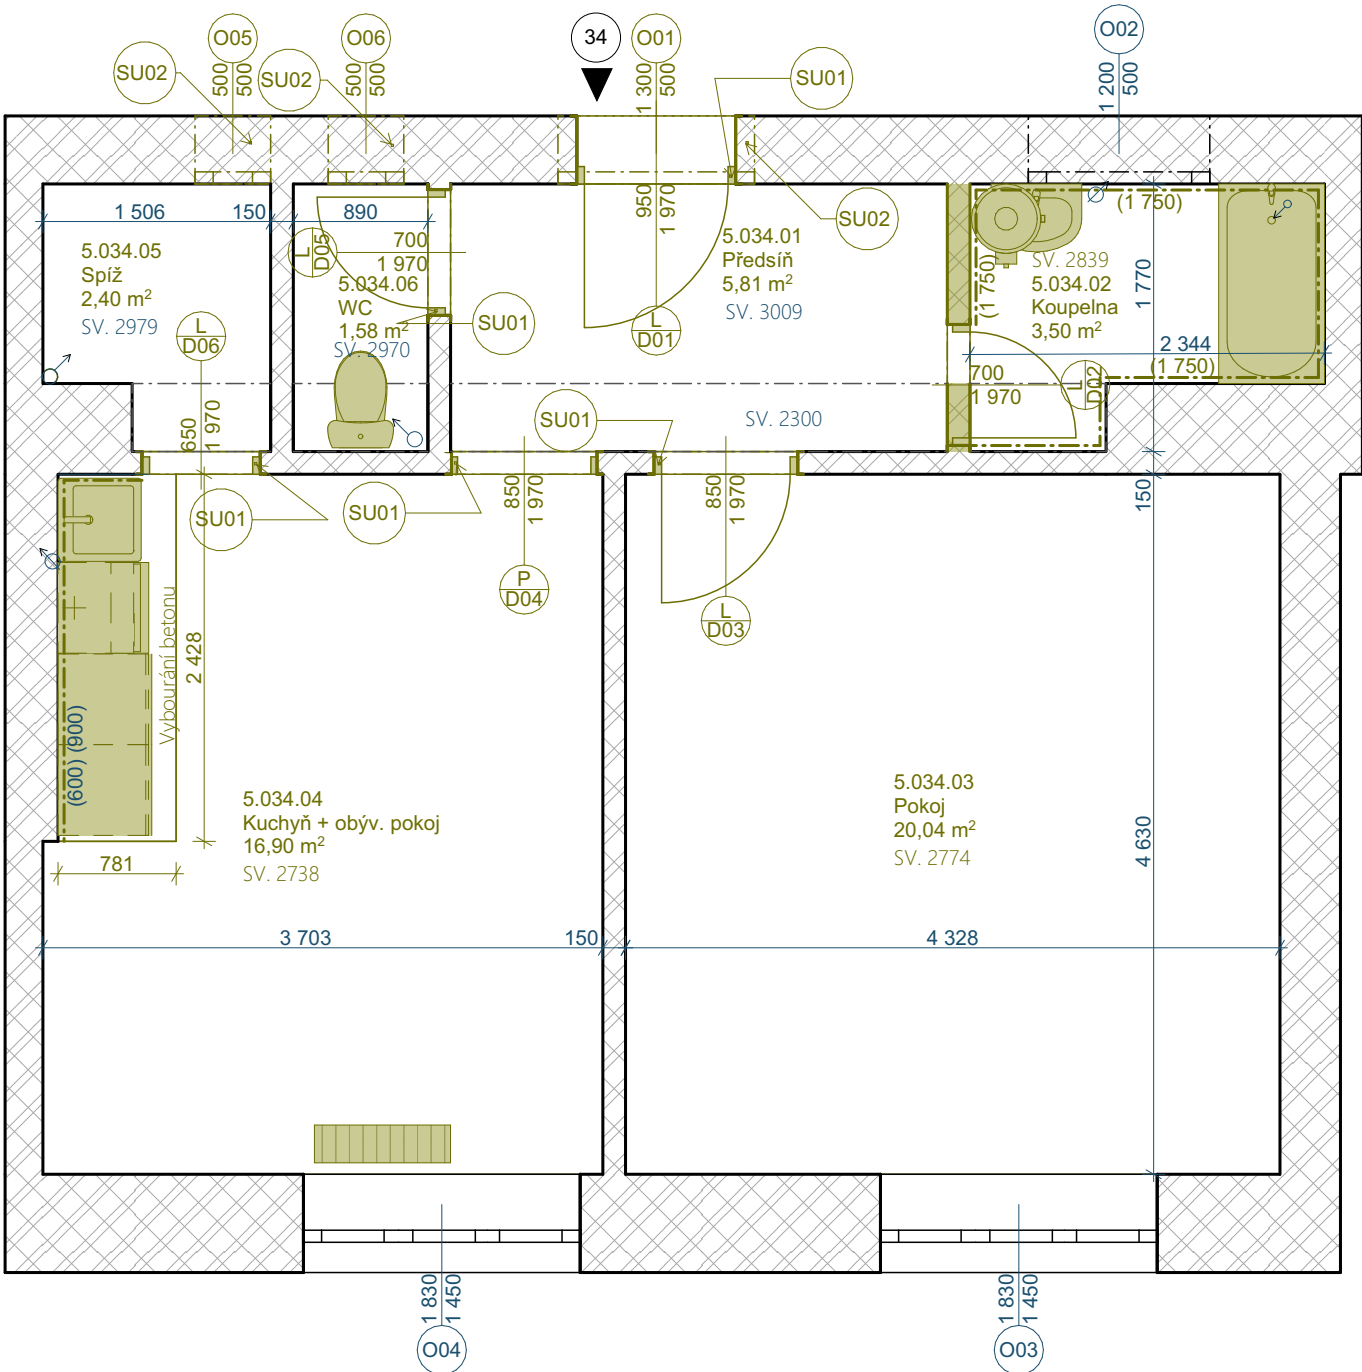 O05
O06
34
O01
O02
SU02
500
500
SU02
500
500
1 300
500
SU01
1 200
500
1 506
150
890
950
1 970
SU02
(1 750)
L
D05
700
1 970
5.034.05
Spíž
2,40 m²
SV. 2979
5.034.06
WC
1,58 m²
SV. 2970
SU01
5.034.01
Předsíň
5,81 m²
SV. 3009
L
D01
(1 750)
SV. 2839
5.034.02
Koupelna
3,50 m²
1 770
2 344
(1 750)
L
D06
650
1 970
SU01
SV. 2300
700
1 970
L
D02
SU01
SU01
850
1 970
850
1 970
150
P
D04
L
D03
Vybourání betonu
2 428
(600) (900)
5.034.04
Kuchyň + obýv. pokoj
16,90 m²
SV. 2738
781
5.034.03
Pokoj
20,04 m²
SV. 2774
4 630
3 703
150
4 328
1 830
1 450
1 830
1 450
O04
O03